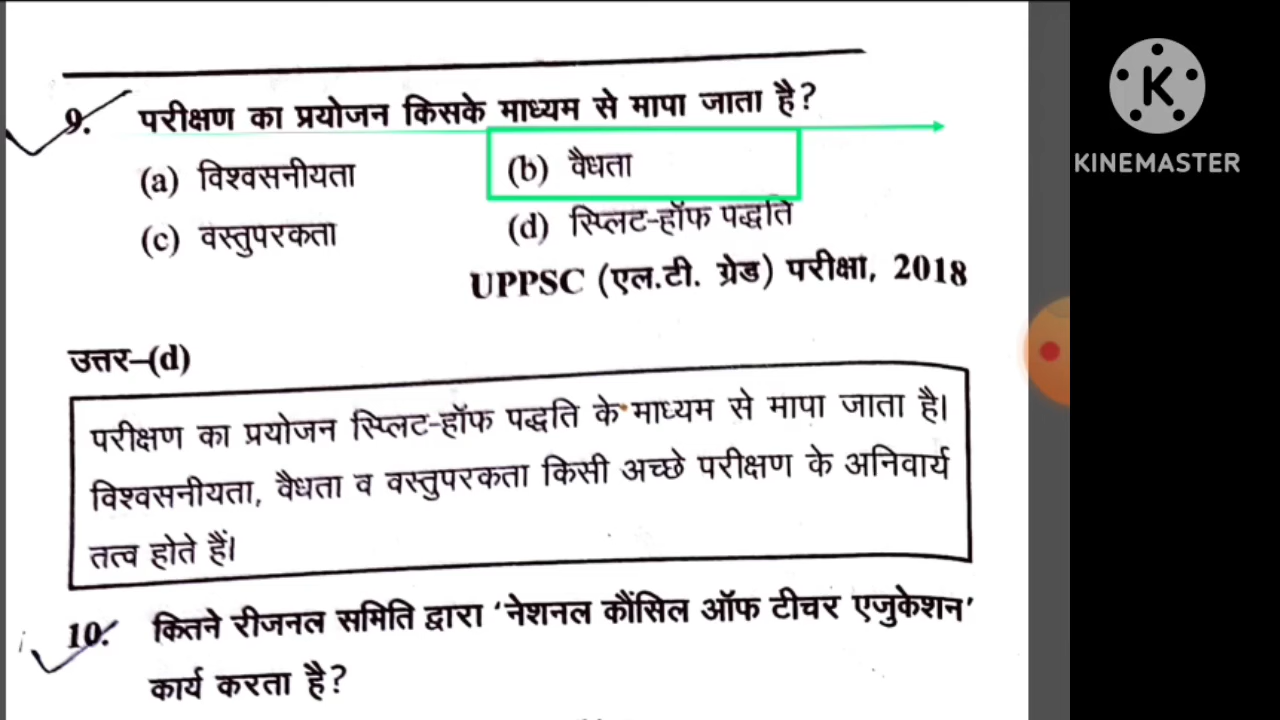 9. परीक्षण का प्रयोजन किसके माध्यम से मापा जाता है?
(a) विश्वसनीयता (b) वैधता
(c) वस्तुपरकता (d) स्प्लिट-हॉफ पद्धति
UPPSC (एल.टी. ग्रेड) परीक्षा, 2018
उत्तर–(d)
परीक्षण का प्रयोजन स्प्लिट-हॉफ पद्धति के माध्यम से मापा जाता है।
विश्वसनीयता, वैधता व वस्तुपरकता किसी अच्छे परीक्षण के अनिवार्य
तत्व होते हैं।
10. कितने रीजनल समिति द्वारा ‘नेशनल कौंसिल ऑफ टीचर एजुकेशन’
कार्य करता है?
K
KINEMASTER